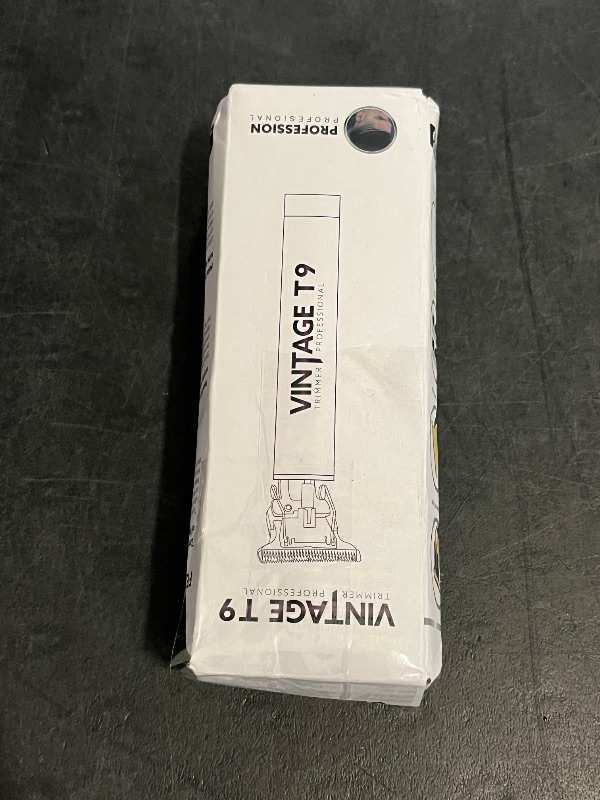 PROFESSION
PROFESSIONAL
VINTAGE T9
TRIMMER PROFESSIONAL
VINTAGE T9
TRIMMER PROFESSIONAL